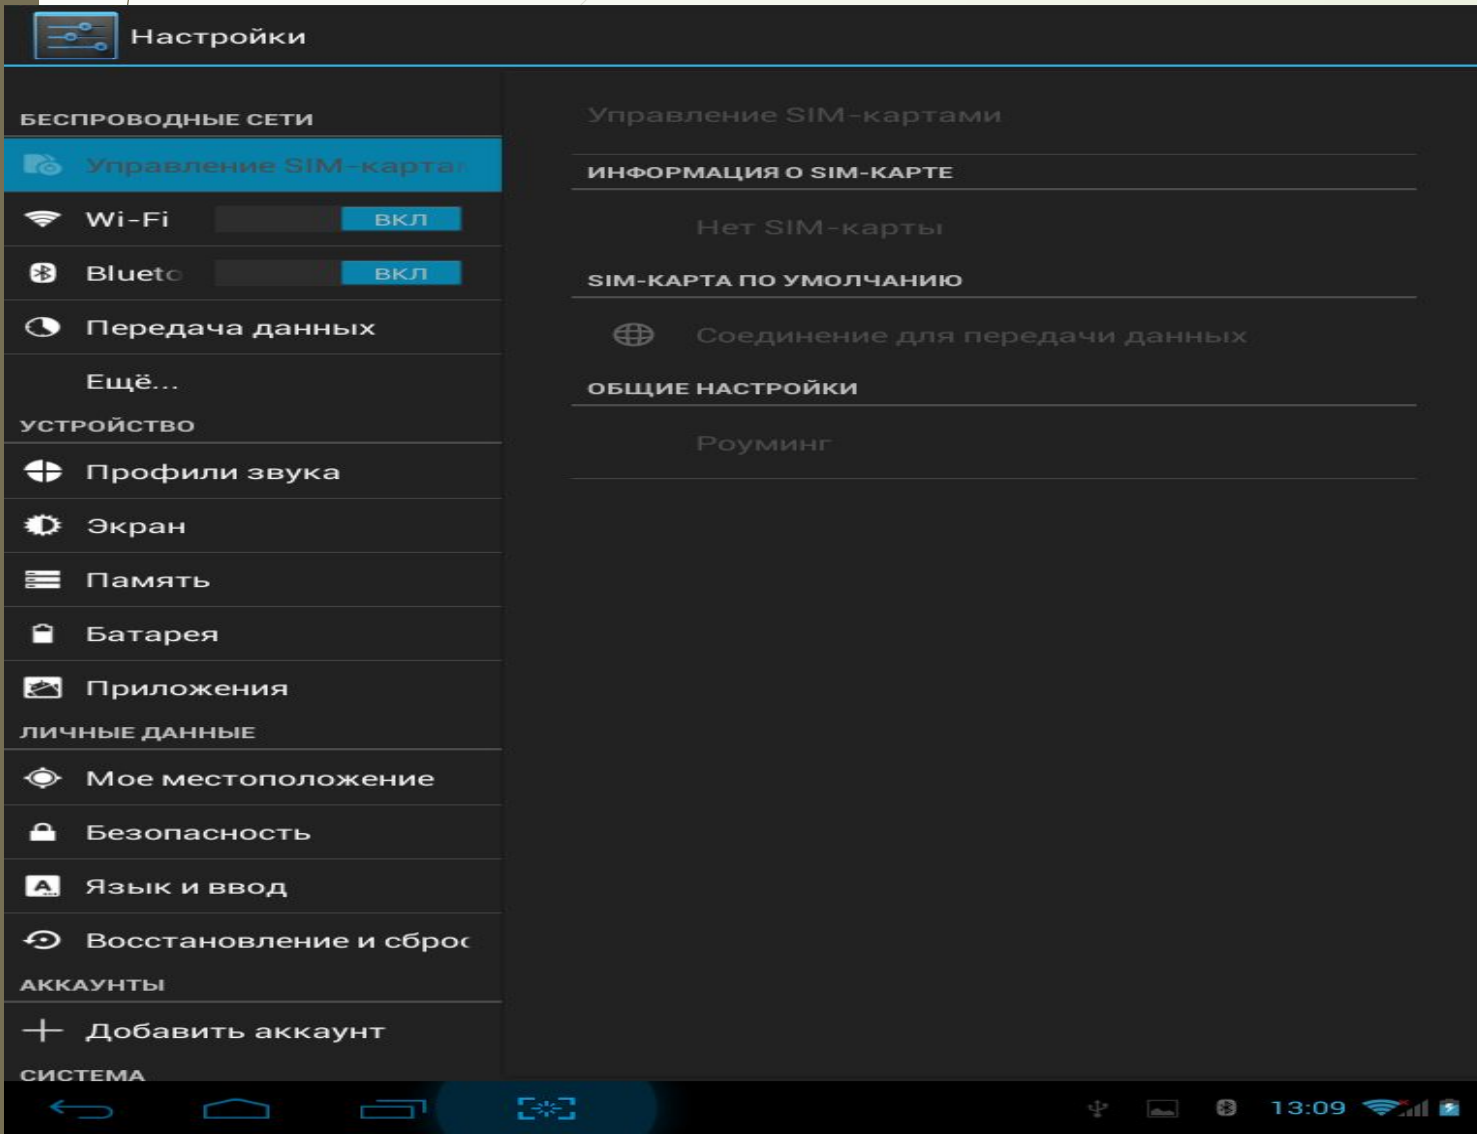 Настройки
БЕСПРОВОДНЫЕ СЕТИ
Управление SIM-карта
Wi-Fi ВКЛ
Blueto ВКЛ
Передача данных
Ещё...
УСТРОЙСТВО
Профили звука
Экран
Память
Батарея
Приложения
ЛИЧНЫЕ ДАННЫЕ
Мое местоположение
Безопасность
Язык и ввод
Восстановление и сброс
АККАУНТЫ
Добавить аккаунт
СИСТЕМА
Управление SIM-картами
ИНФОРМАЦИЯ О SIM-КАРТЕ
Нет SIM-карты
SIM-КАРТА ПО УМОЛЧАНИЮ
Соединение для передачи данных
ОБЩИЕ НАСТРОЙКИ
Роуминг
13:09